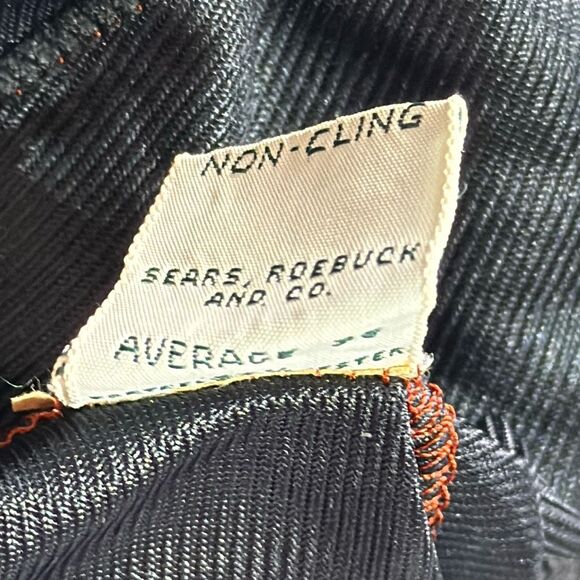 NON-CLING
SEARS, ROEBUCK
AND CO.
AVERAGE